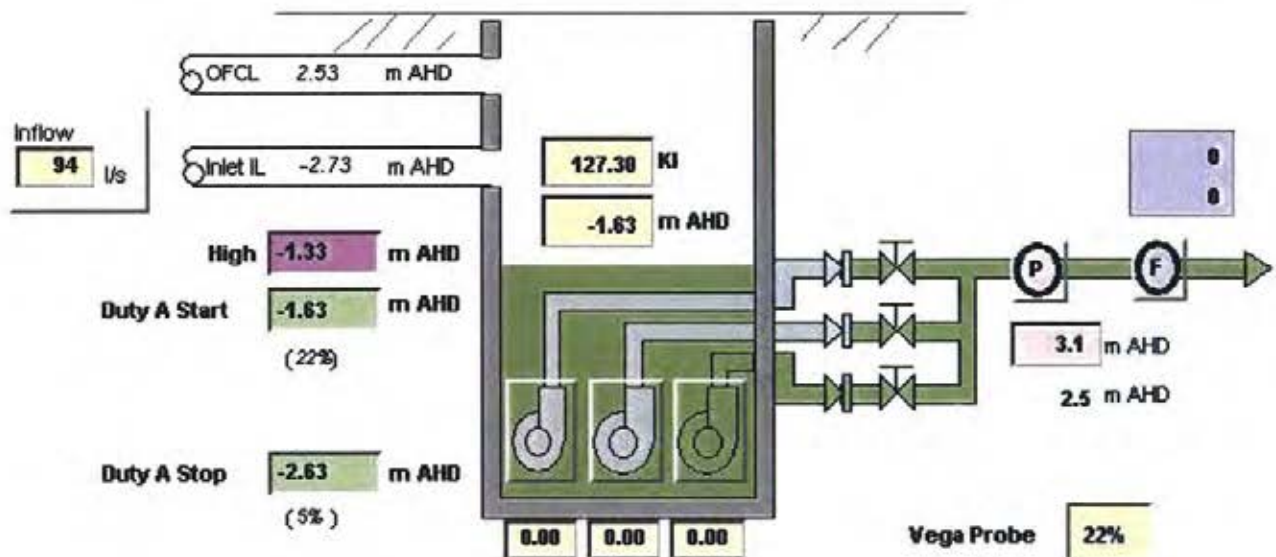 OFCL 2.53 m AHD
Inflow
94 l/s
Inlet IL -2.73 m AHD
127.30 Kl
-1.63 m AHD
0
0
High -1.33 m AHD
Duty A Start -1.63 m AHD
(22%)
P
F
3.1 m AHD
2.5 m AHD
Duty A Stop -2.63 m AHD
(5%)
0.00 0.00 0.00
Vega Probe 22%